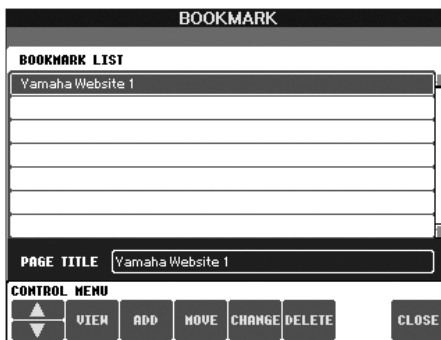 BOOKMARK
BOOKMARK LIST
Yamaha Website 1
PAGE TITLE Yamaha Website 1
CONTROL MENU
VIEW ADD MOVE CHANGE DELETE CLOSE